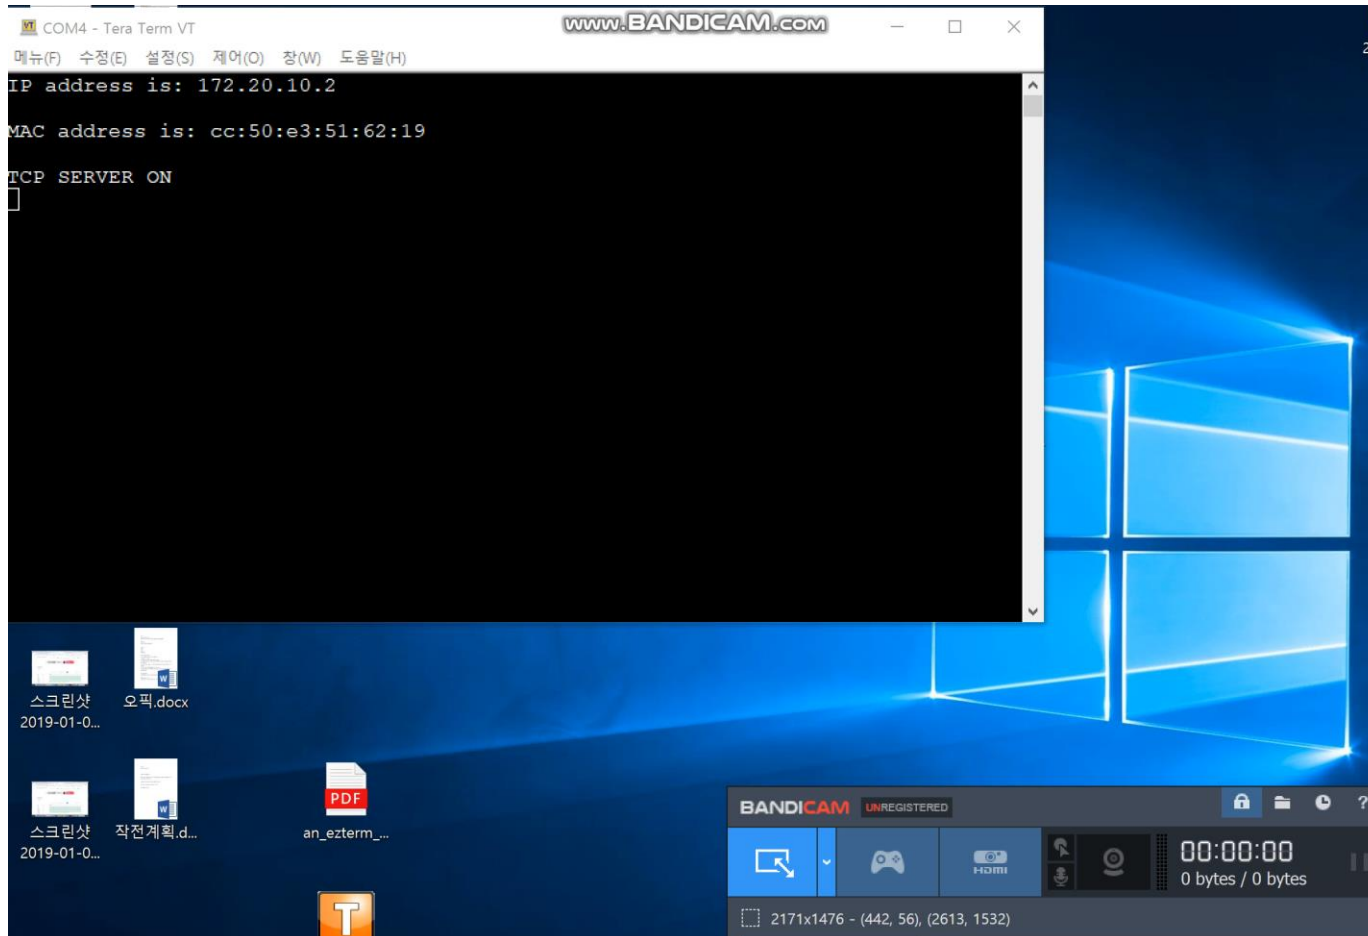 COM4 - Tera Term VT
www.BANDICAM.com
메뉴(F) 수정(E) 설정(S) 제어(O) 창(W) 도움말(H)
IP address is: 172.20.10.2
MAC address is: cc:50:e3:51:62:19
TCP SERVER ON
스크린샷
2019-01-0...
오픽.docx
스크린샷
2019-01-0...
작전계획.d...
PDF
an_ezterm_...
T
BANDICAM UNREGISTERED
?
HDMI
00:00:00
0 bytes / 0 bytes
2171x1476 - (442, 56), (2613, 1532)